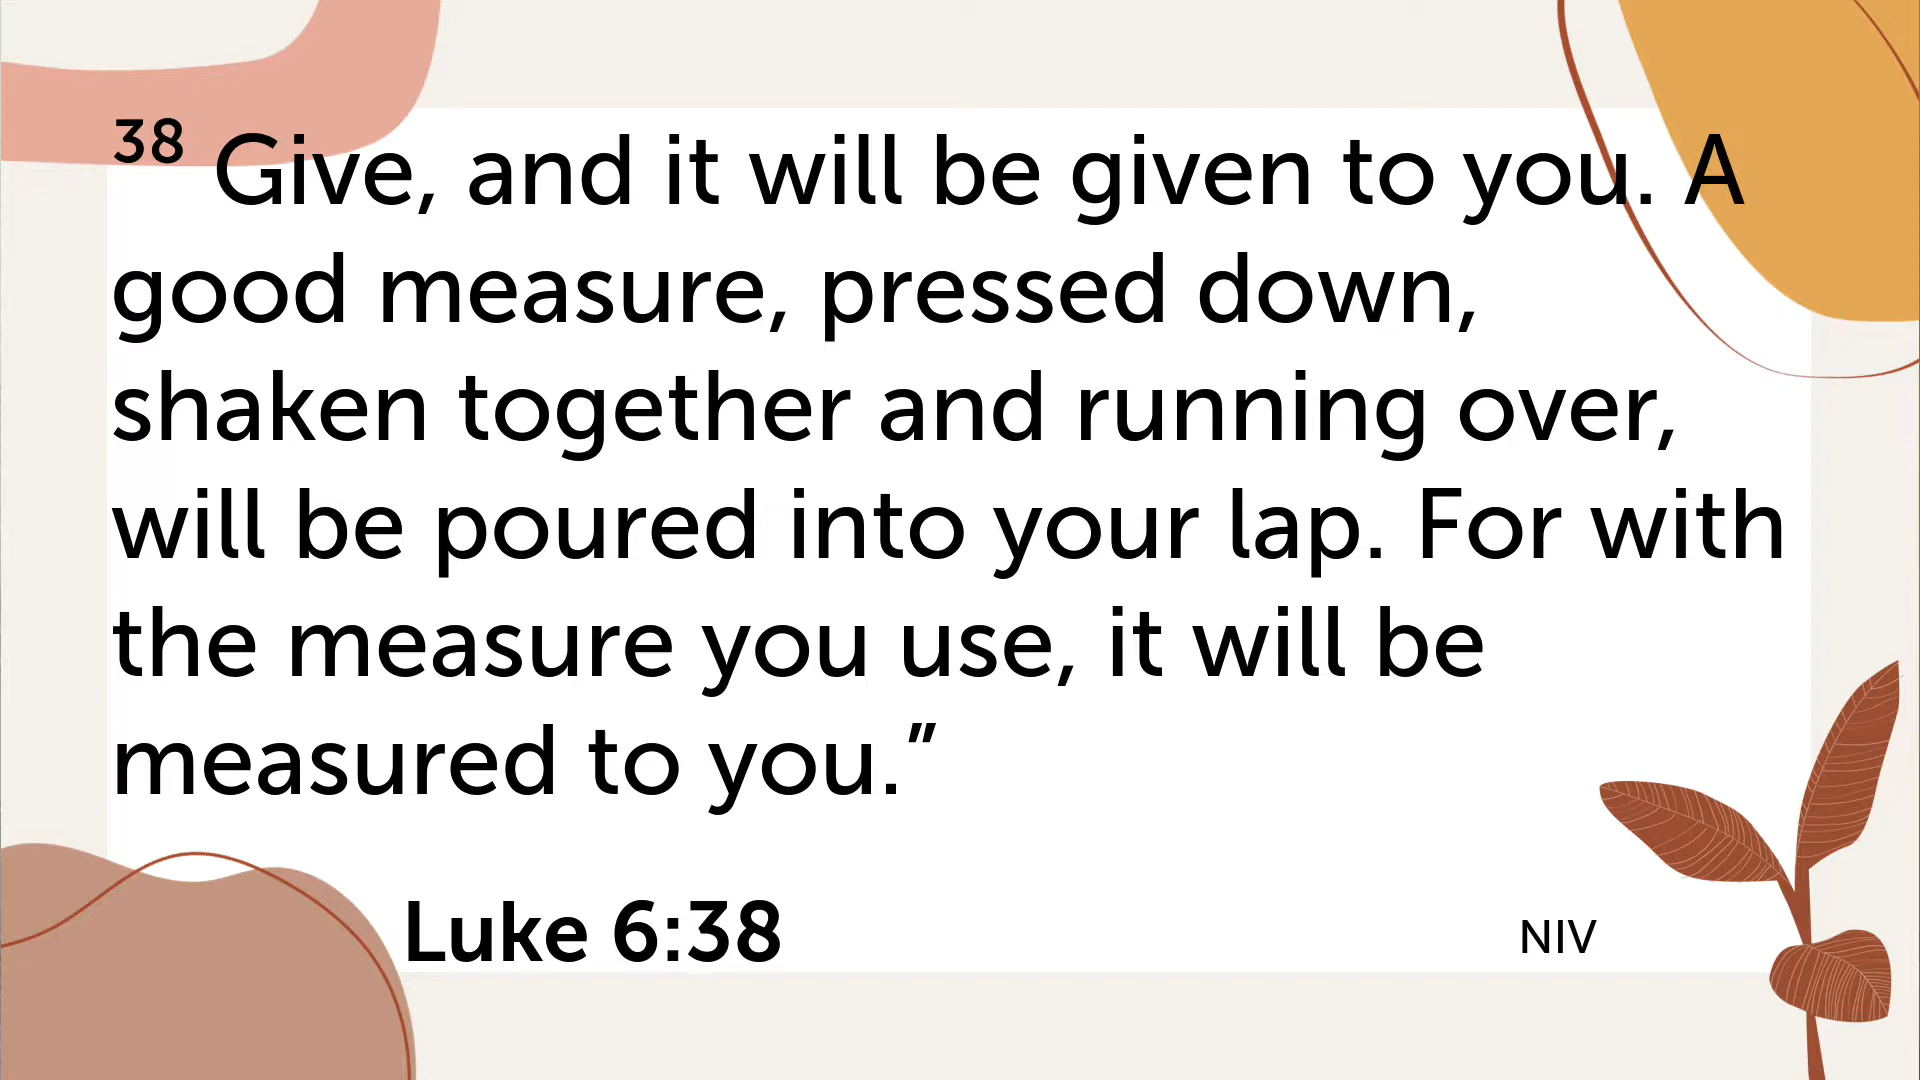 38 Give, and it will be given to you. A
good measure, pressed down,
shaken together and running over,
will be poured into your lap. For with
the measure you use, it will be
measured to you.”
Luke 6:38
NIV